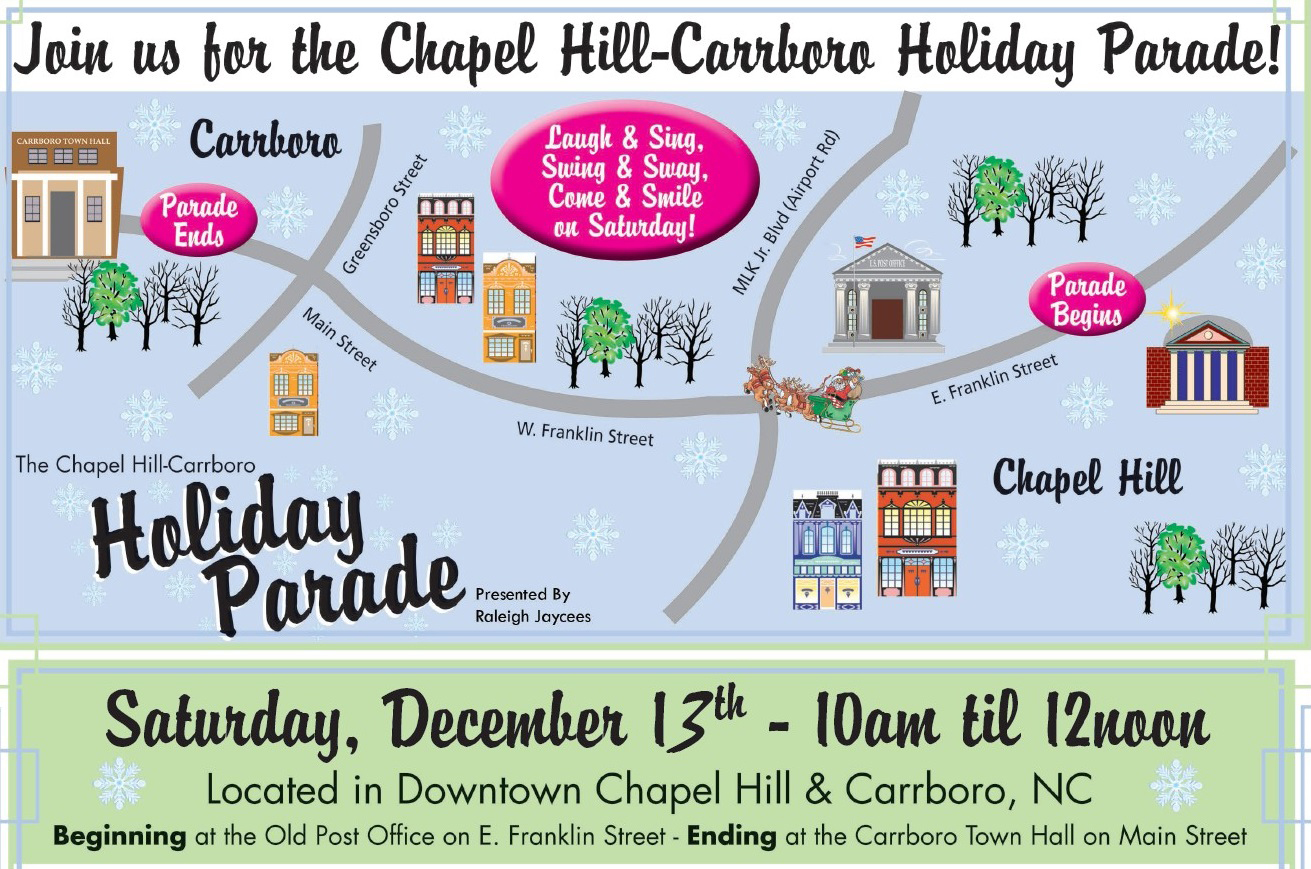 Join us for the Chapel Hill-Carrboro Holiday Parade!
CARRBORO TOWN HALL
Carrboro
Parade
Ends
Greensboro Street
Main Street
Laugh & Sing,
Swing & Sway,
Come & Smile
on Saturday!
MLK Jr. Blvd (Airport Rd)
U.S. POST OFFICE
Parade
Begins
E. Franklin Street
W. Franklin Street
Chapel Hill
The Chapel Hill-Carrboro
Holiday
Parade
Presented By
Raleigh Jaycees
Saturday, December 13th - 10am til 12noon
Located in Downtown Chapel Hill & Carrboro, NC
Beginning at the Old Post Office on E. Franklin Street - Ending at the Carrboro Town Hall on Main Street